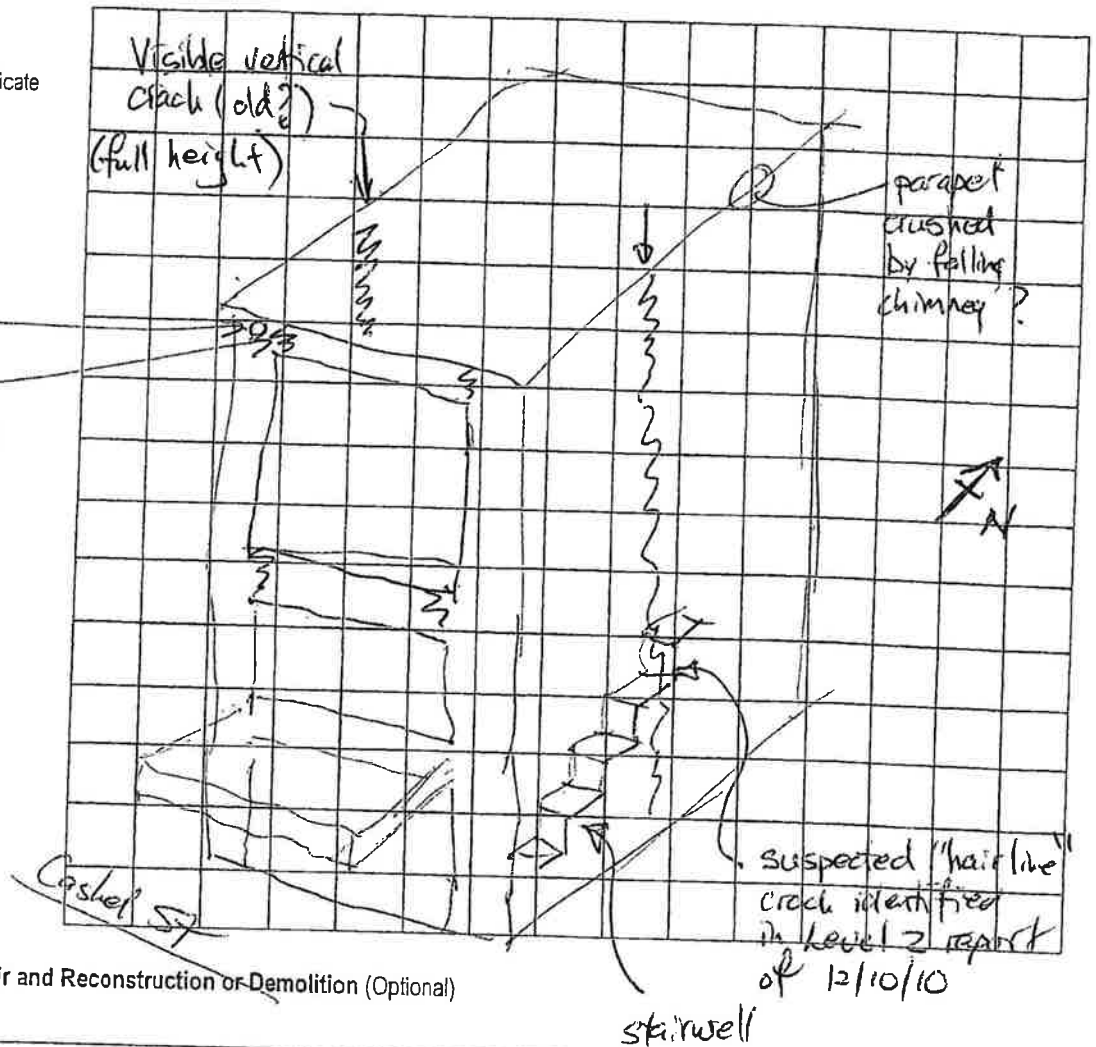 icate
Visible vertical
crack (old?)
(full height)
parapet
crushed
by falling
chimney?
N
suspected "hairline"
crack identified
in Level 2 report
of 12/10/10
Cashel St
ir and Reconstruction or Demolition (Optional)
stairwell